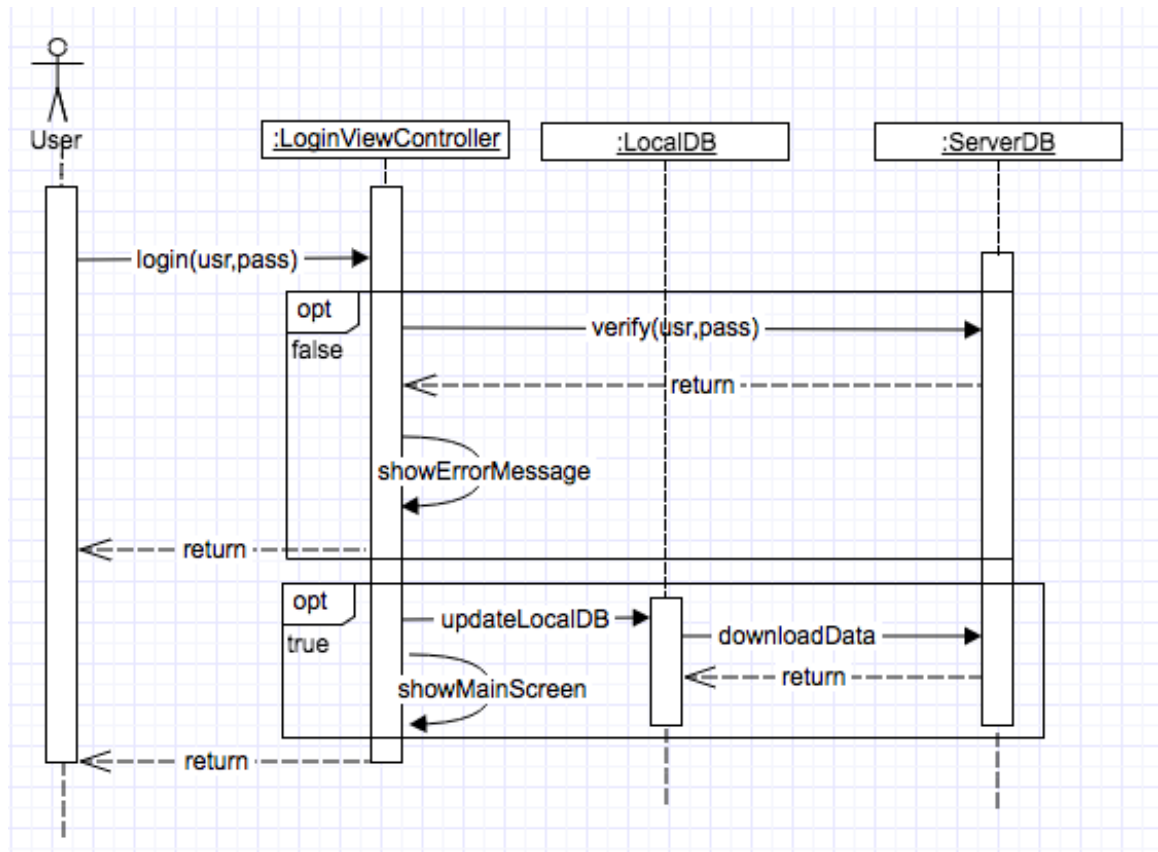 User
:LoginViewController
:LocalDB
:ServerDB
login(usr,pass)
opt
false
verify(usr,pass)
return
showErrorMessage
return
opt
true
updateLocalDB
downloadData
return
showMainScreen
return